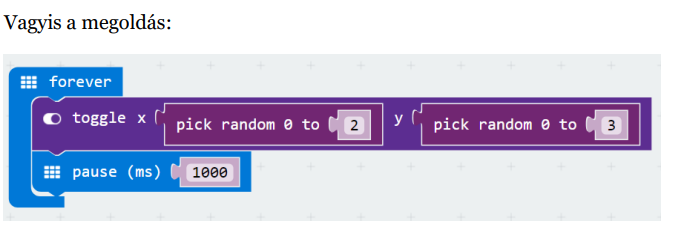 Vagyis a megoldás:
forever
toggle x pick random 0 to 2 y pick random 0 to 3
pause (ms) 1000